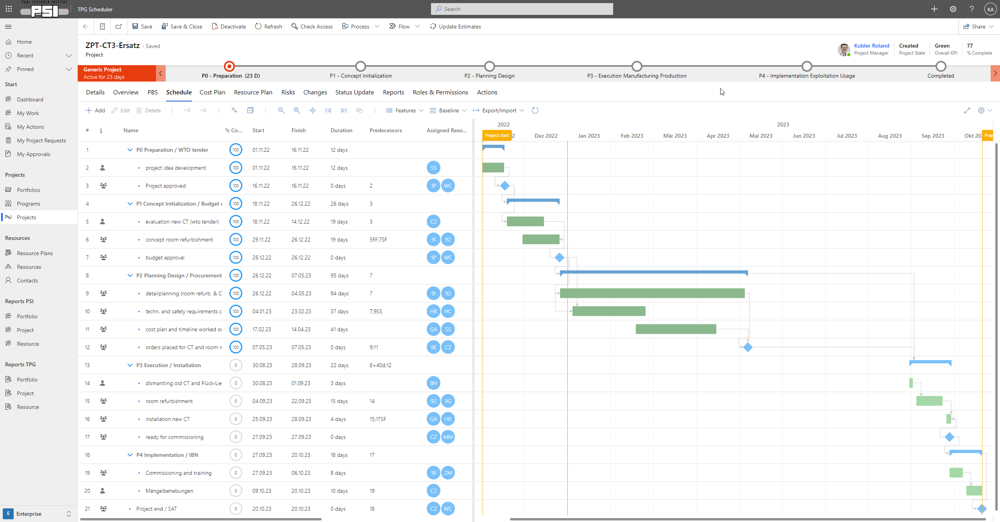 PAUL SCHERRER INSTITUT
PSI
TPG Scheduler
Search
KA
Save
Save & Close
Deactivate
Refresh
Check Access
Process
Flow
Update Estimates
Share
Home
Recent
Pinned
Start
Dashboard
My Work
My Actions
My Project Requests
My Approvals
Projects
Portfolios
Programs
Projects
Resources
Resource Plans
Resources
Contacts
Reports PSI
Portfolio
Project
Resource
Reports TPG
Portfolio
Project
Resource
E Enterprise
ZPT-CT3-Ersatz - Saved
Project
Kobler Roland
Project Manager
Created
Project State
Green
Overall KPI
77
% Complete
Generic Project
Active for 23 days
P0 - Preparation (23 D)
P1 - Concept Initialization
P2 - Planning Design
P3 - Execution Manufacturing Production
P4 - Implementation Exploitation Usage
Completed
Details Overview PBS Schedule Cost Plan Resource Plan Risks Changes Status Update Reports Roles & Permissions Actions
Add Edit Delete Features Baseline Export/Import
# Name % Co... Start Finish Duration Predecessors Assigned Reso...
1 P0 Preparation / WTO tender 100 01.11.22 16.11.22 12 days
2 project idea development 100 01.11.22 16.11.22 12 days SS
3 Project approved 100 16.11.22 16.11.22 0 days 2 1P WC
4 P1 Concept Initialization / Budget 100 18.11.22 26.12.22 26 days 3
5 evaluation new CT (wto tender) 100 18.11.22 14.12.22 19 days 3 CZ
6 concept room refurbishment 100 29.11.22 26.12.22 19 days 5FF;7SF 9I 92
7 budget approval 100 26.12.22 26.12.22 0 days 1P WC
8 P2 Planning Design / Procurement 100 26.12.22 07.05.23 95 days 7
9 detailplanning (room refurb. & C 100 26.12.22 04.05.23 94 days 7 9I 92
10 techn. and safety requirements c 100 04.01.23 23.02.23 37 days 7;9SS HR HC
11 cost plan and timeline worked 100 17.02.23 14.04.23 41 days GA SS
12 orders placed for CT and room 100 07.05.23 07.05.23 0 days 9;11 9E CZ
13 P3 Execution / Installation 0 30.08.23 28.09.23 22 days 8+40d;12
14 dismantling old CT and Flück-Lie 0 30.08.23 01.09.23 3 days 8H
15 room refurbishment 0 04.09.23 22.09.23 15 days 14 92 9G
16 installation new CT 0 25.09.23 28.09.23 4 days 15;17SF GA HR
17 ready for commissioning 0 27.09.23 27.09.23 0 days CZ MM
18 P4 Implementation / IBN 0 27.09.23 20.10.23 18 days 17
19 Commissioning and training 0 27.09.23 06.10.23 8 days 1R ZM
20 Mängelbehebungen 0 09.10.23 20.10.23 10 days 19 CZ
21 Project end / SAT 0 20.10.23 20.10.23 0 days 18 CZ WC
2022 2023
Project start 2 Dez 2022 Jan 2023 Feb 2023 Mär 2023 Apr 2023 Mai 2023 Jun 2023 Jul 2023 Aug 2023 Sep 2023 Okt 20 Proj